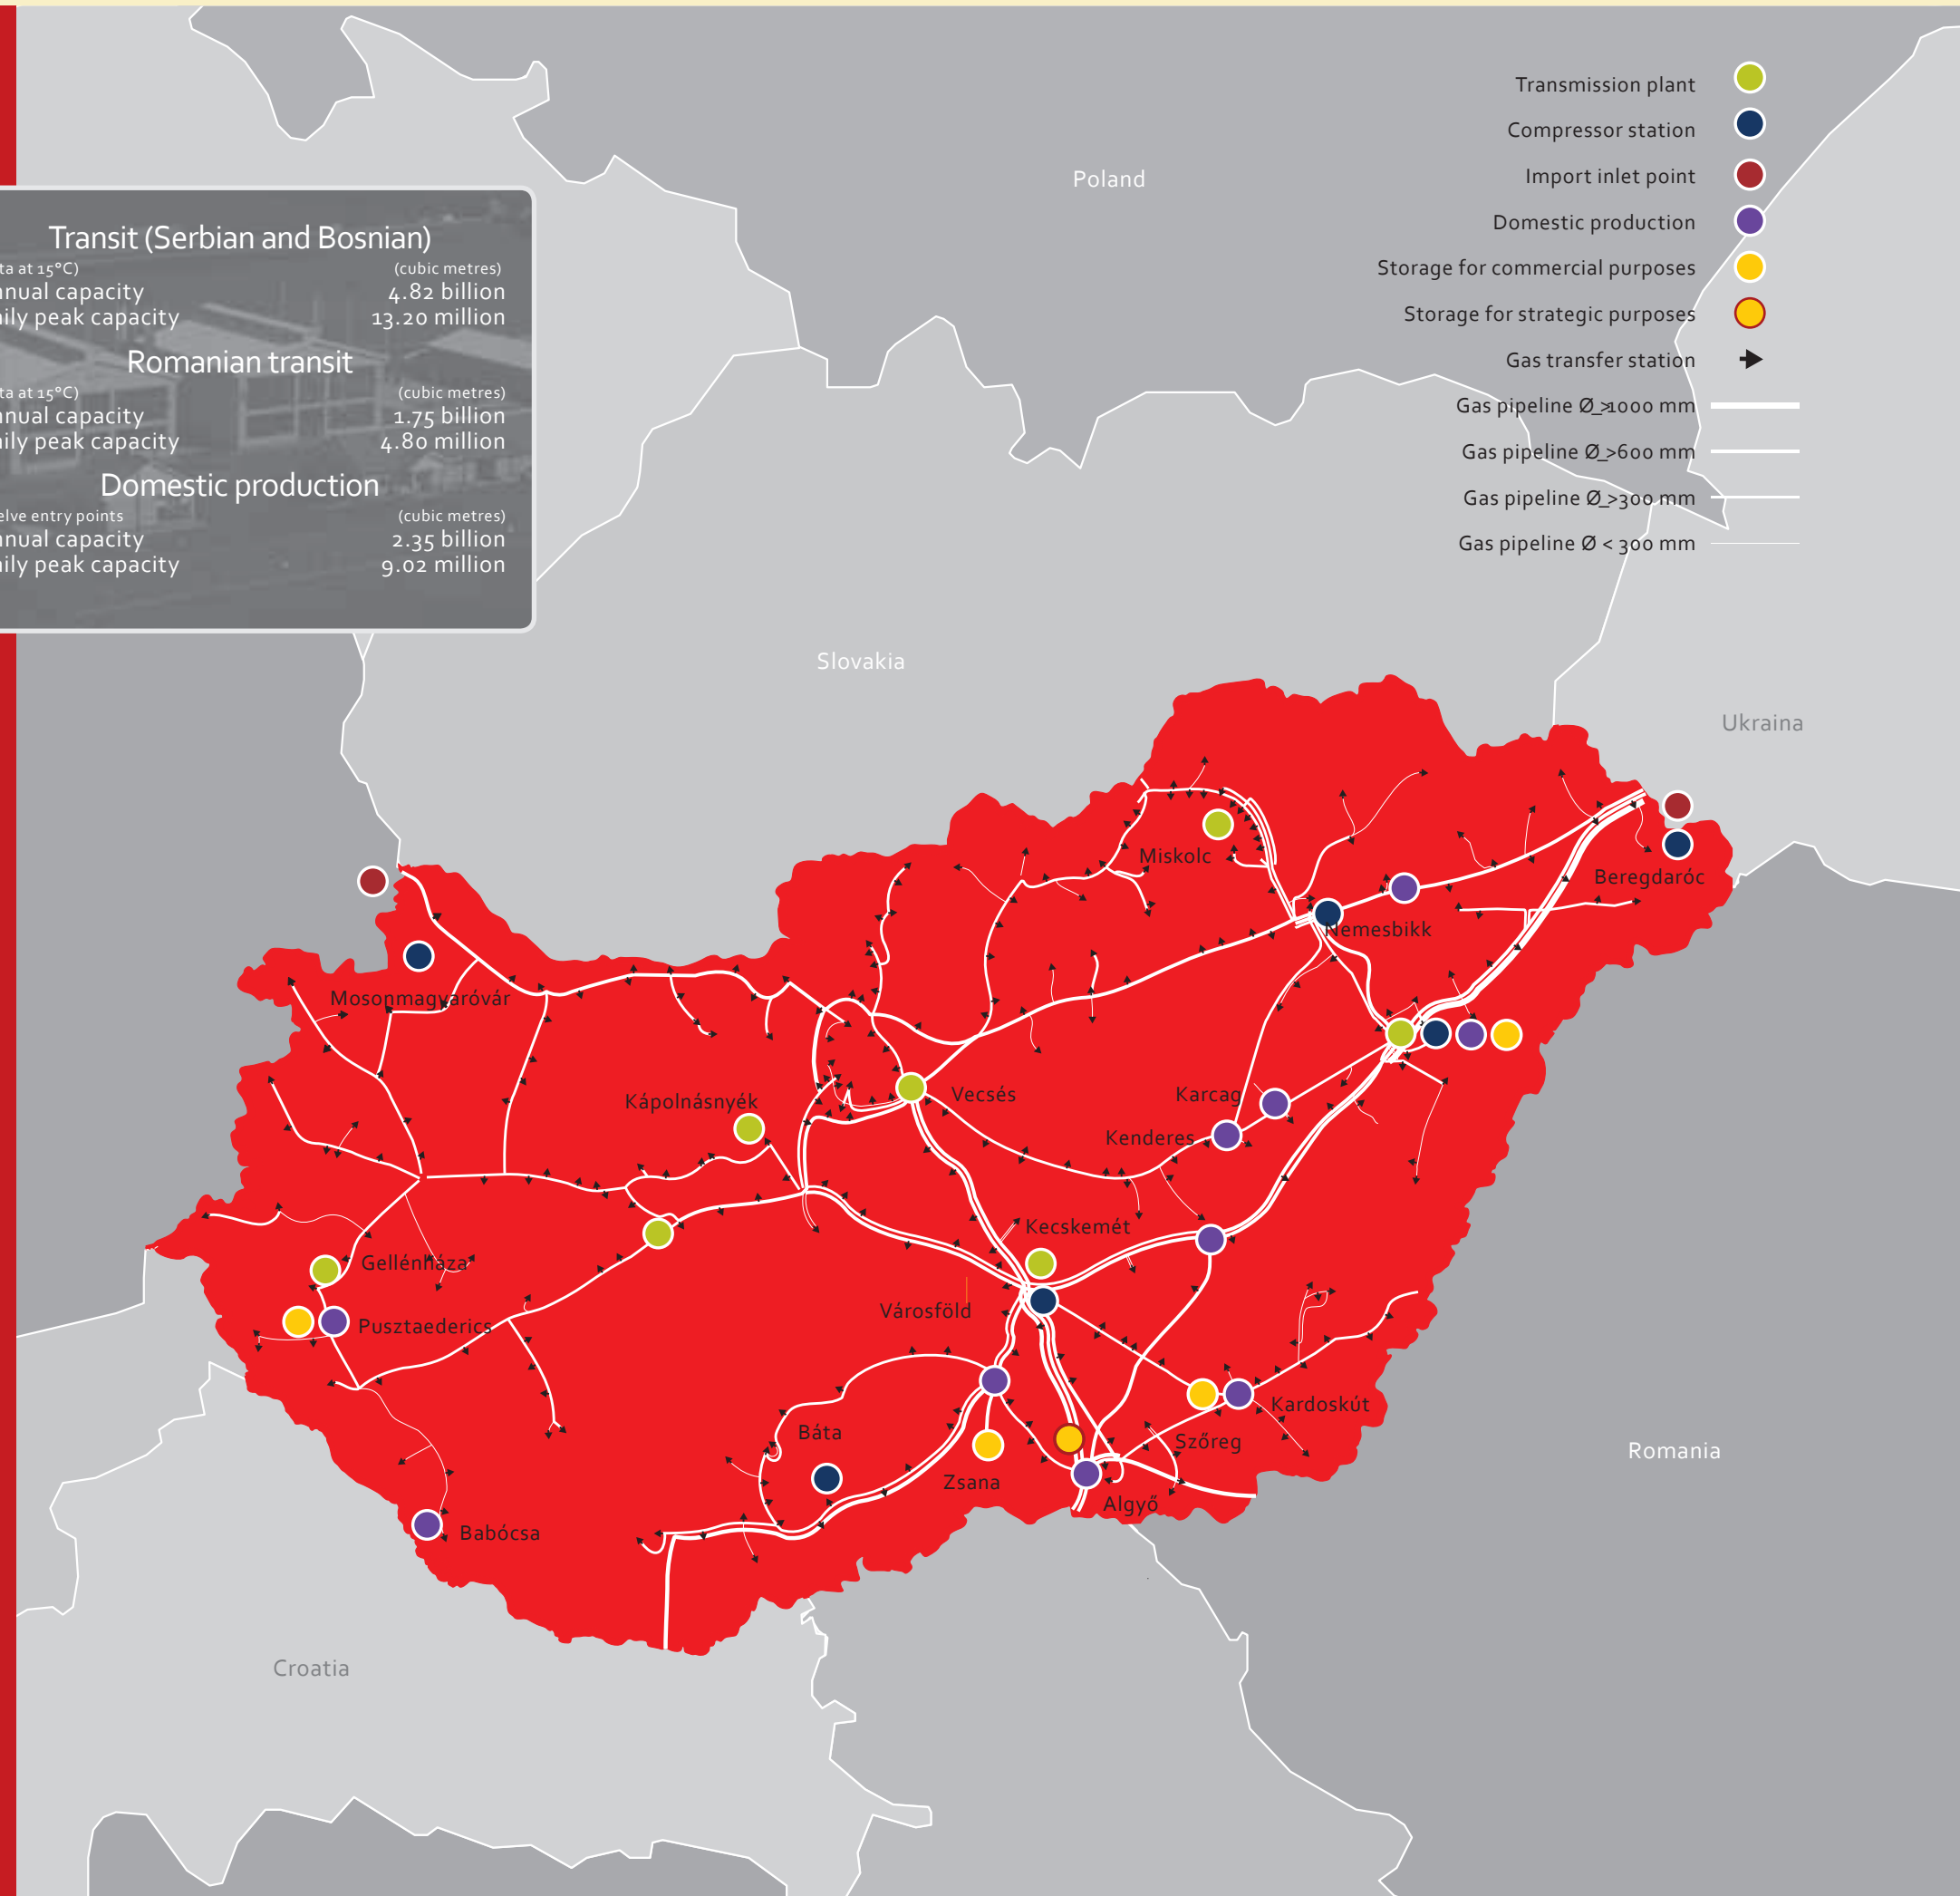 Transmission plant
Compressor station
Import inlet point
Domestic production
Storage for commercial purposes
Storage for strategic purposes
Gas transfer station
Gas pipeline Ø_>1000 mm
Gas pipeline Ø_>600 mm
Gas pipeline Ø_>300 mm
Gas pipeline Ø < 300 mm
Transit (Serbian and Bosnian)
ta at 15°C) (cubic metres)
nnual capacity 4.82 billion
ily peak capacity 13.20 million
Romanian transit
ta at 15°C) (cubic metres)
nnual capacity 1.75 billion
ily peak capacity 4.80 million
Domestic production
elve entry points (cubic metres)
nnual capacity 2.35 billion
ily peak capacity 9.02 million
Poland
Slovakia
Ukraina
Miskolc
Beregdaróc
Nemesbikk
Mosonmagyaróvár
Kápolnásnyék
Vecsés
Karcag
Kenderes
Kecskemét
Gellénháza
Városföld
Pusztaederics
Kardoskút
Báta
Szőreg
Romania
Zsana
Algyő
Babócsa
Croatia